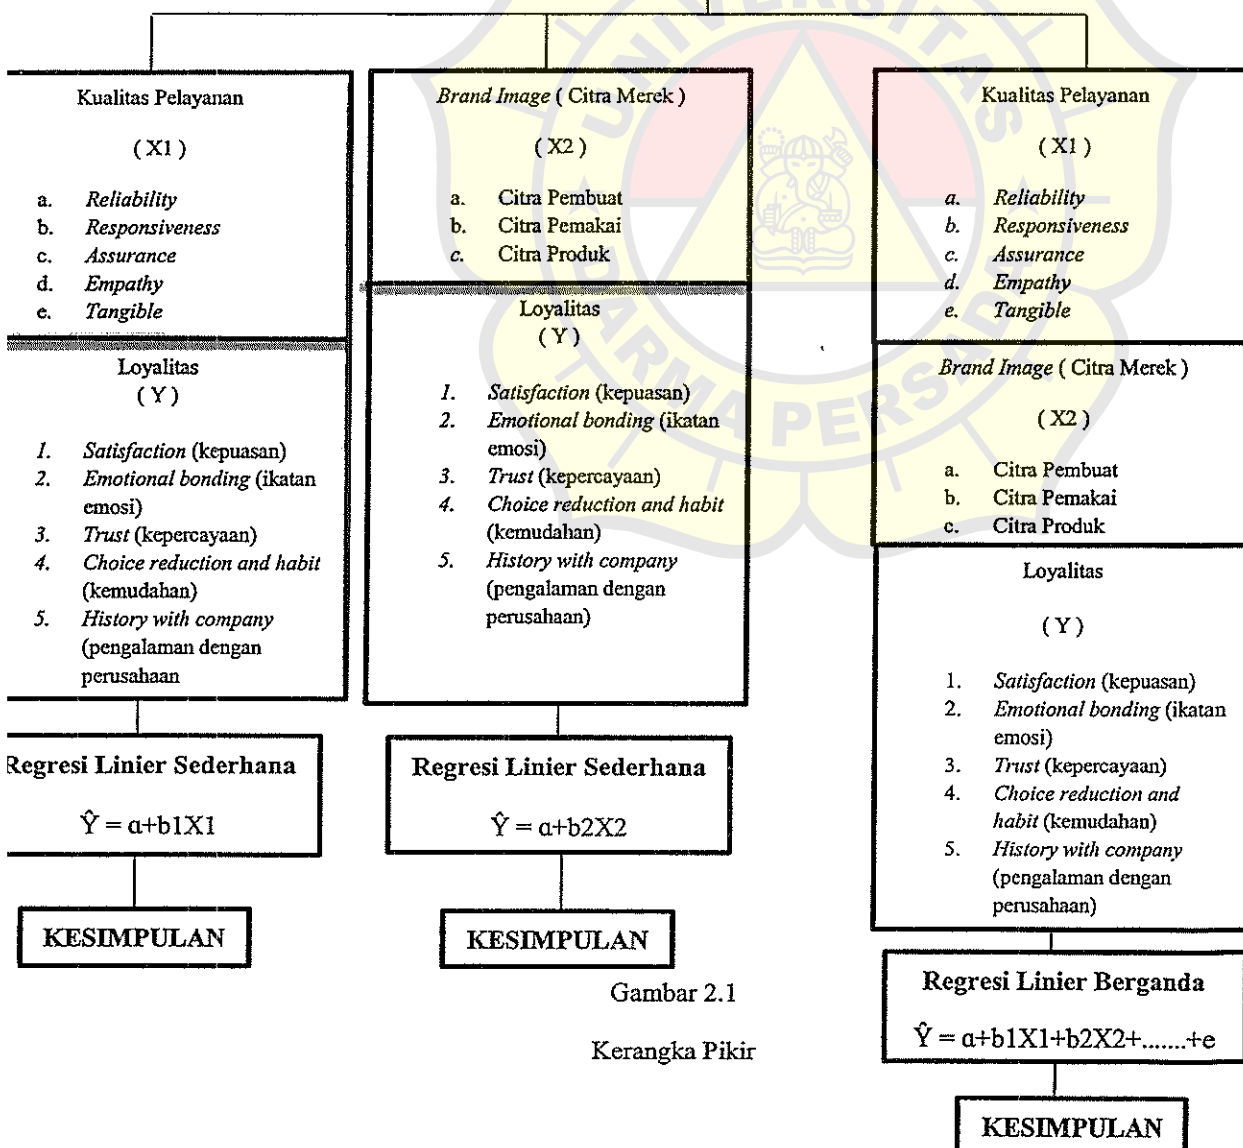 Kualitas Pelayanan
( X1 )
a. Reliability
b. Responsiveness
c. Assurance
d. Empathy
e. Tangible
Loyalitas
( Y )
1. Satisfaction (kepuasan)
2. Emotional bonding (ikatan
emosi)
3. Trust (kepercayaan)
4. Choice reduction and habit
(kemudahan)
5. History with company
(pengalaman dengan
perusahaan
Regresi Linier Sederhana
Ŷ = a+b1X1
KESIMPULAN
Brand Image ( Citra Merek )
( X2 )
a. Citra Pembuat
b. Citra Pemakai
c. Citra Produk
Loyalitas
( Y )
1. Satisfaction (kepuasan)
2. Emotional bonding (ikatan
emosi)
3. Trust (kepercayaan)
4. Choice reduction and habit
(kemudahan)
5. History with company
(pengalaman dengan
perusahaan)
Regresi Linier Sederhana
Ŷ = a+b2X2
KESIMPULAN
Kualitas Pelayanan
( X1 )
a. Reliability
b. Responsiveness
c. Assurance
d. Empathy
e. Tangible
Brand Image ( Citra Merek )
( X2 )
a. Citra Pembuat
b. Citra Pemakai
c. Citra Produk
Loyalitas
( Y )
1. Satisfaction (kepuasan)
2. Emotional bonding (ikatan
emosi)
3. Trust (kepercayaan)
4. Choice reduction and
habit (kemudahan)
5. History with company
(pengalaman dengan
perusahaan)
Regresi Linier Berganda
Ŷ = a+b1X1+b2X2+.......+e
KESIMPULAN
Gambar 2.1
Kerangka Pikir
UNIVERSITAS
DARMA PERSADA